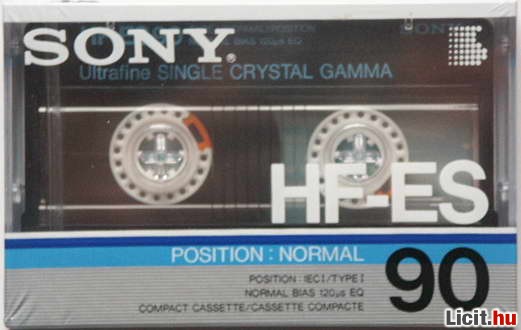 SONY®
Ultrafine SINGLE CRYSTAL GAMMA
HF-ES
POSITION : NORMAL
90
POSITION : IEC I / TYPE I
NORMAL BIAS 120µs EQ
COMPACT CASSETTE/CASSETTE COMPACTE
Licit.hu